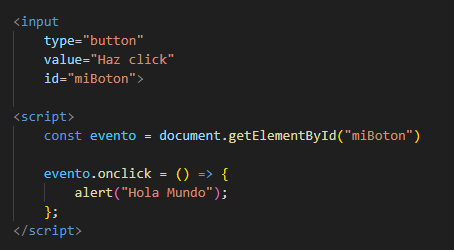 <input
    type="button"
    value="Haz click"
    id="miBoton">

<script>
    const evento = document.getElementById("miBoton")

    evento.onclick = () => {
        alert("Hola Mundo");
    };
</script>